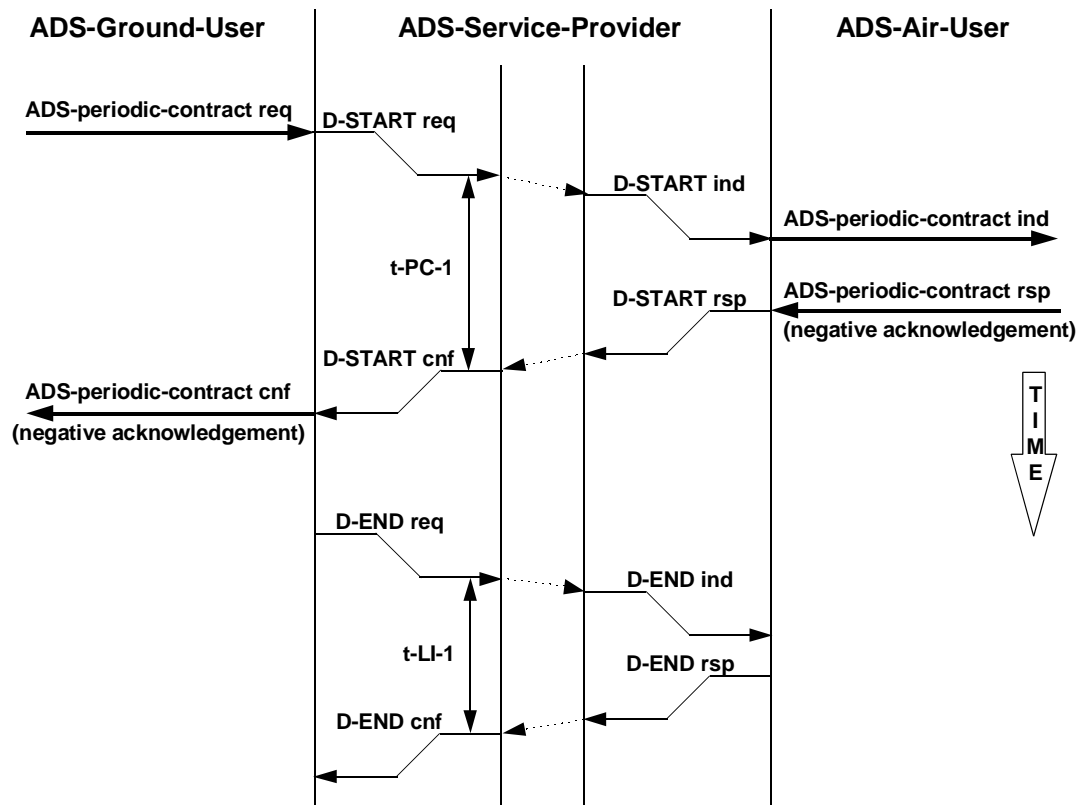 ADS-Ground-User
ADS-Service-Provider
ADS-Air-User
ADS-periodic-contract req
D-START req
D-START ind
ADS-periodic-contract ind
t-PC-1
D-START rsp
ADS-periodic-contract rsp
(negative acknowledgement)
D-START cnf
ADS-periodic-contract cnf
(negative acknowledgement)
T
I
M
E
D-END req
D-END ind
t-LI-1
D-END rsp
D-END cnf